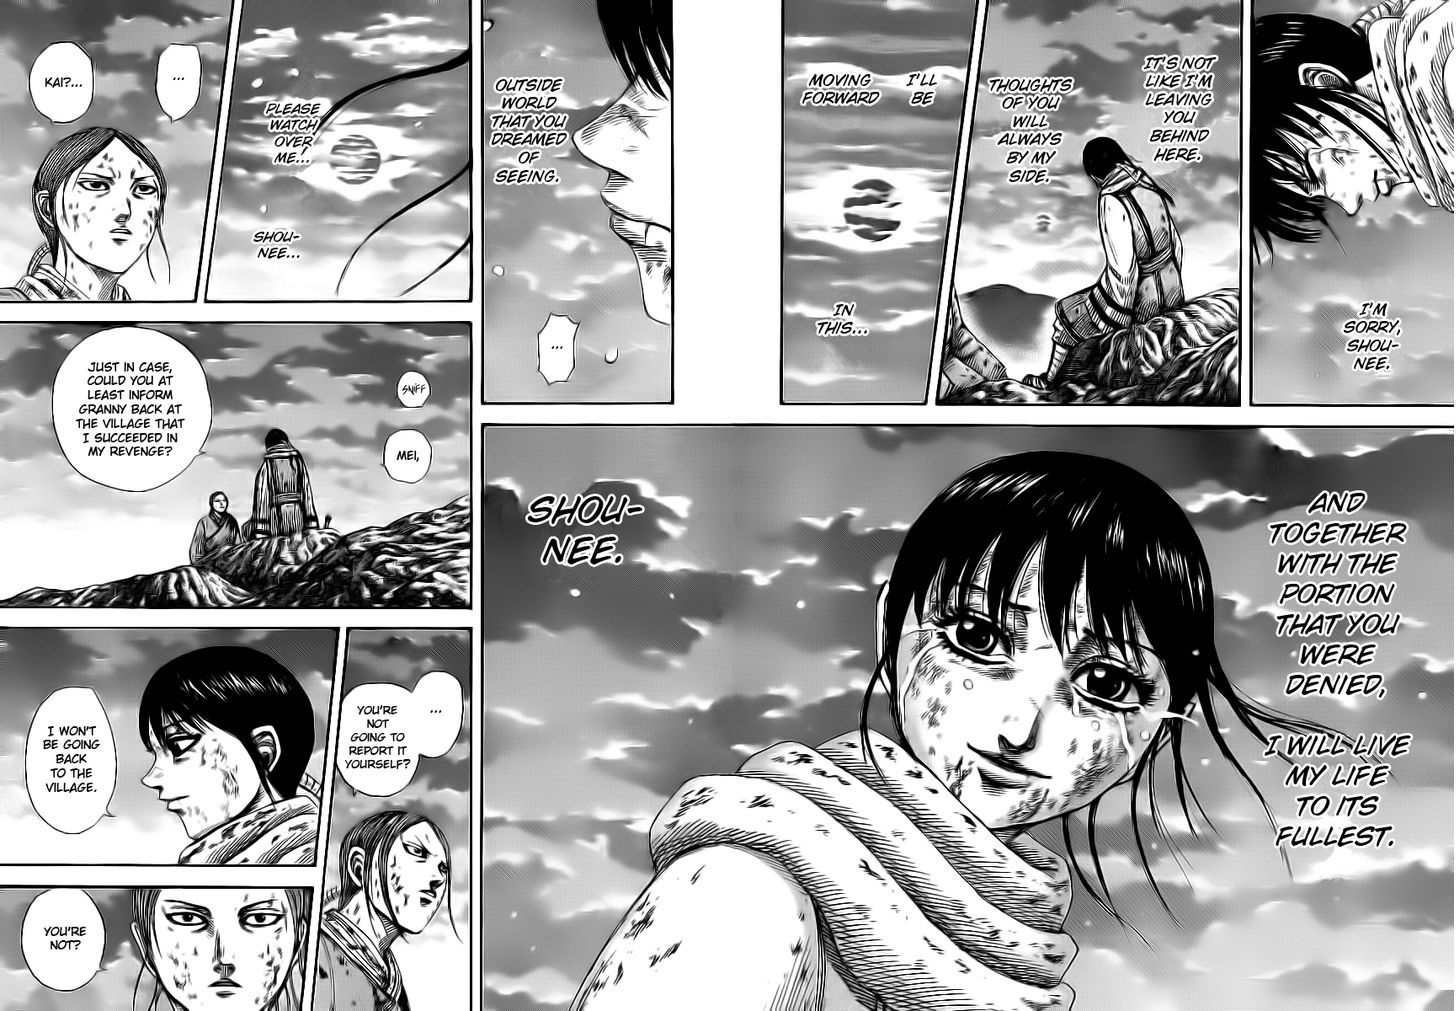 I'M
SORRY,
SHOU-
NEE.
IT'S NOT
LIKE I'M
LEAVING
YOU
BEHIND
HERE.
THOUGHTS
OF YOU
WILL
ALWAYS
BY MY
SIDE.
I'LL
BE
MOVING
FORWARD
IN
THIS...
OUTSIDE
WORLD
THAT YOU
DREAMED
OF
SEEING.
...
AND
TOGETHER
WITH THE
PORTION
THAT YOU
WERE
DENIED,
I WILL LIVE
MY LIFE
TO ITS
FULLEST.
SHOU-
NEE.
PLEASE
WATCH
OVER
ME...
SHOU-
NEE...
...
KAI?...
SNIFF
MEI,
JUST IN CASE,
COULD YOU AT
LEAST INFORM
GRANNY BACK AT
THE VILLAGE THAT
I SUCCEEDED IN
MY REVENGE?
...
YOU'RE
NOT
GOING TO
REPORT IT
YOURSELF?
I WON'T
BE GOING
BACK
TO THE
VILLAGE.
YOU'RE
NOT?